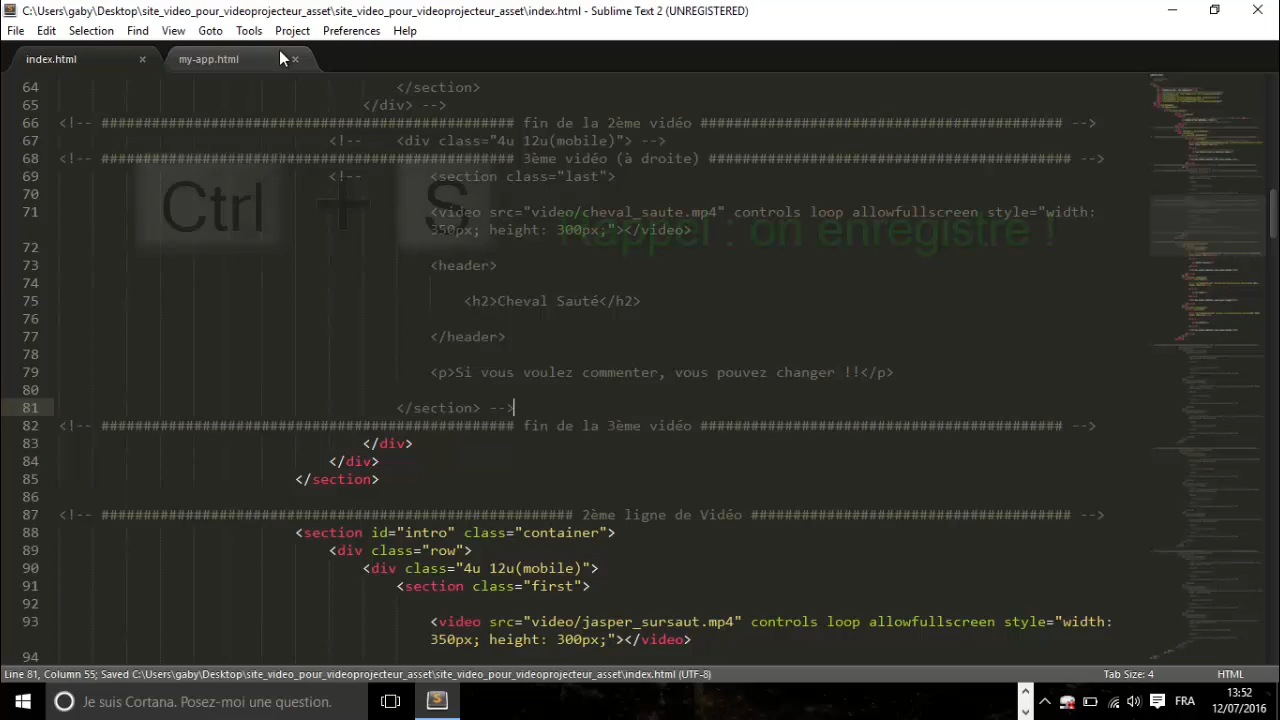 C:\Users\gaby\Desktop\site_video_pour_videoprojecteur_asset\site_video_pour_videoprojecteur_asset\index.html - Sublime Text 2 (UNREGISTERED)
File Edit Selection Find View Goto Tools Project Preferences Help
index.html × my-app.html ×
64 </section>
65 </div> -->
66 <!-- ################################################# fin de la 2ème vidéo ########################################### -->
67 <!-- <div class="4u 12u(mobile)"> -->
68 <!-- ################################################# 3ème vidéo (à droite) ########################################### -->
69 <!-- <section class="last">
70
71 <video src="video/cheval_saute.mp4" controls loop allowfullscreen style="width:
350px; height: 300px;"></video>
Ctrl + S Rappel : on enregistre !
72
73 <header>
74
75 <h2>Cheval Sauté</h2>
76
77 </header>
78
79 <p>Si vous voulez commenter, vous pouvez changer !!</p>
80
81 </section> -->
82 <!-- ################################################# fin de la 3ème vidéo ########################################### -->
83 </div>
84 </div>
85 </section>
86
87 <!-- ######################################################## 2ème ligne de Vidéo ###################################### -->
88 <section id="intro" class="container">
89 <div class="row">
90 <div class="4u 12u(mobile)">
91 <section class="first">
92
93 <video src="video/jasper_sursaut.mp4" controls loop allowfullscreen style="width:
350px; height: 300px;"></video>
94
Line 81, Column 55; Saved C:\Users\gaby\Desktop\site_video_pour_videoprojecteur_asset\site_video_pour_videoprojecteur_asset\index.html (UTF-8) Tab Size: 4 HTML
Je suis Cortana. Posez-moi une question. FRA 13:52
12/07/2016